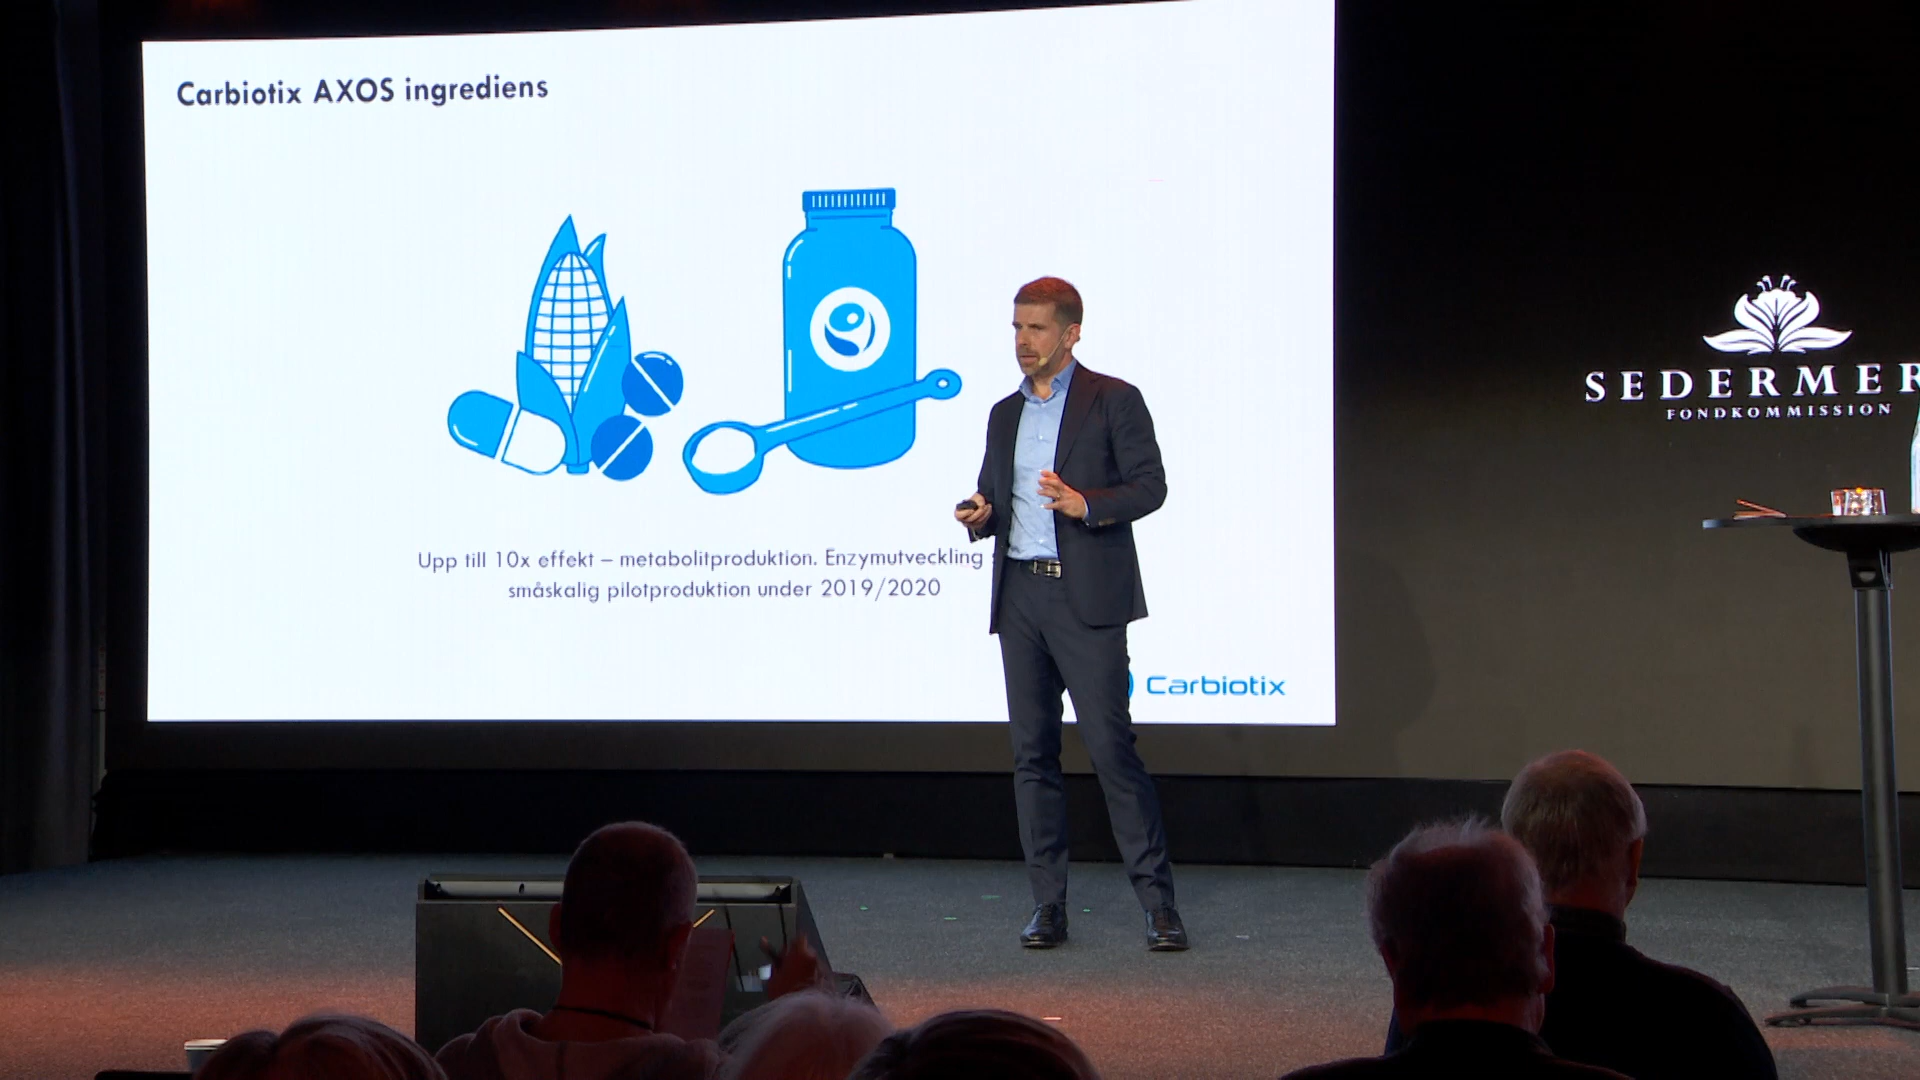 Carbiotix AXOS ingrediens
Upp till 10x effekt – metabolitproduktion. Enzymutveckling
småskalig pilotproduktion under 2019/2020
Carbiotix
SEDERMER
FONDKOMMISSION